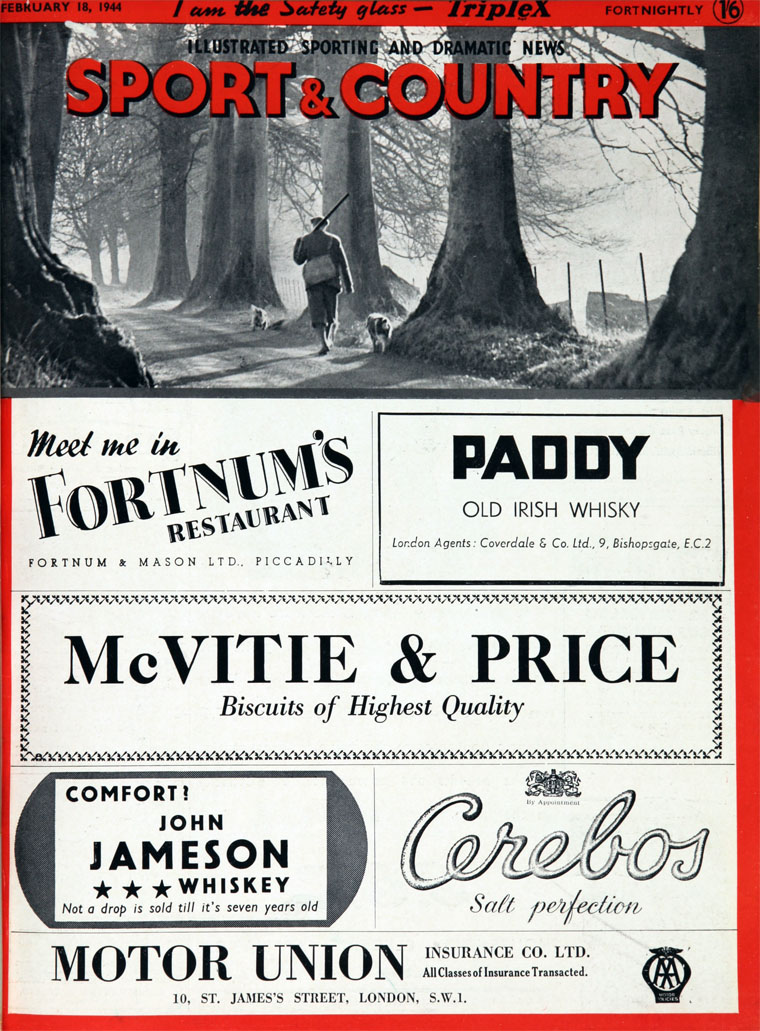 FEBRUARY 18, 1944
I am the Safety glass — TripleX
FORTNIGHTLY 1/6
ILLUSTRATED SPORTING AND DRAMATIC NEWS
SPORT & COUNTRY
Meet me in
FORTNUM'S
RESTAURANT
FORTNUM & MASON LTD., PICCADILLY
PADDY
OLD IRISH WHISKY
London Agents: Coverdale & Co. Ltd., 9, Bishopsgate, E.C.2
McVITIE & PRICE
Biscuits of Highest Quality
COMFORT?
JOHN
JAMESON
★ ★ ★ WHISKEY
Not a drop is sold till it's seven years old
By Appointment
Cerebos
Salt perfection
MOTOR UNION
INSURANCE CO. LTD.
All Classes of Insurance Transacted.
10, ST. JAMES'S STREET, LONDON, S.W.1.
MOTOR